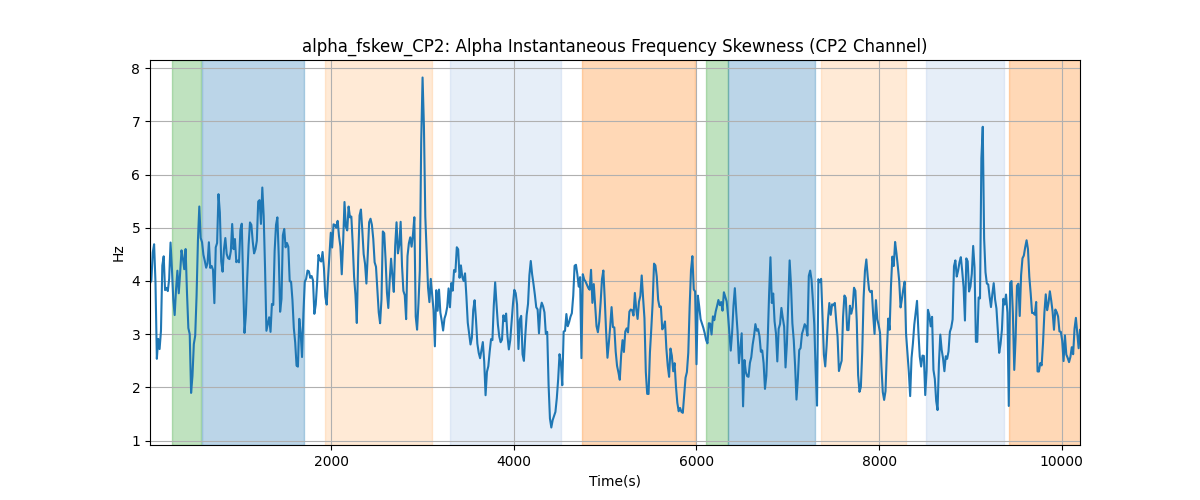 alpha_fskew_CP2: Alpha Instantaneous Frequency Skewness (CP2 Channel)
8
7
6
5
4
3
2
1
Hz
2000 4000 6000 8000 10000
Time(s)